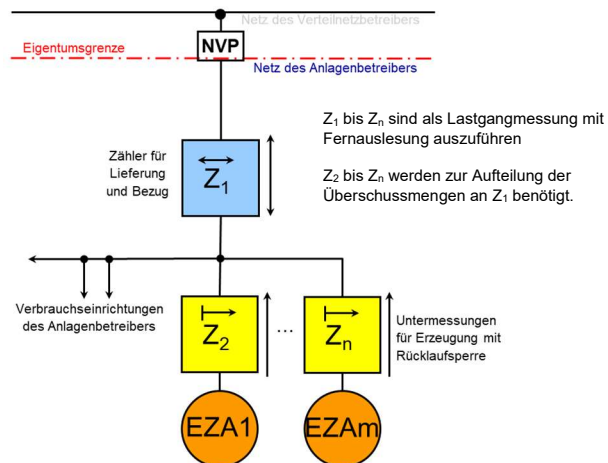 Netz des Verteilnetzbetreibers
Eigentumsgrenze
NVP
Netz des Anlagenbetreibers
Z1 bis Zn sind als Lastgangmessung mit
Fernauslesung auszuführen
Zähler für
Lieferung
und Bezug
Z1
Z2 bis Zn werden zur Aufteilung der
Überschussmengen an Z1 benötigt.
Verbrauchseinrichtungen
des Anlagenbetreibers
Z2
...
Zn
Untermessungen
für Erzeugung mit
Rücklaufsperre
EZA1
EZAm